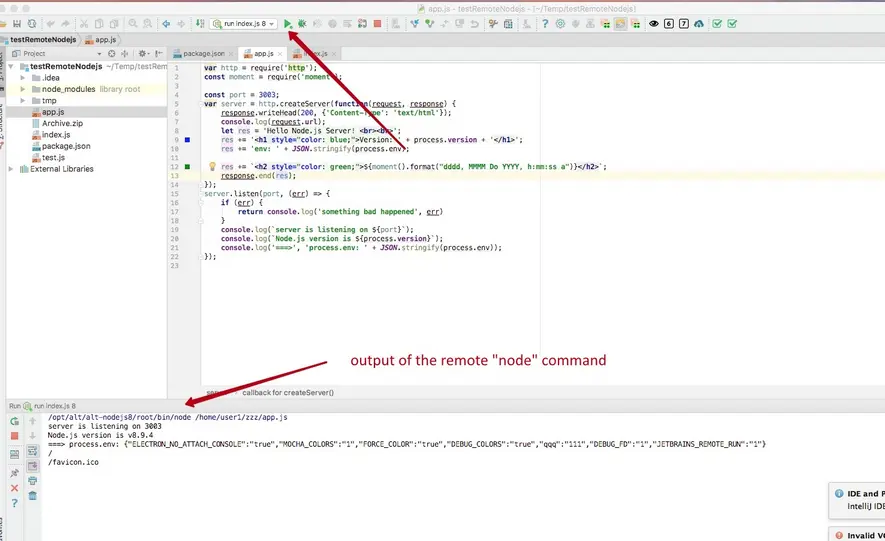 app.js - testRemoteNodejs [~/Temp/testRemoteNodejs]
run index.js 8
testRemoteNodejs
app.js
Project
package.json
app.js
index.js
testRemoteNodejs ~/Temp/testRem
.idea
node_modules library root
tmp
app.js
Archive.zip
index.js
package.json
test.js
External Libraries
1 var http = require('http');
2 const moment = require('moment');
3
4 const port = 3003;
5 var server = http.createServer(function(request, response) {
6 response.writeHead(200, {'Content-Type': 'text/html'});
7 console.log(request.url);
8 let res = 'Hello Node.js Server! <br><br>';
9 res += '<h1 style="color: blue;">Version: ' + process.version + '</h1>';
10 res += 'env: ' + JSON.stringify(process.env);
11
12 res += `<h2 style="color: green;">${moment().format("dddd, MMMM Do YYYY, h:mm:ss a")}</h2>`;
13 response.end(res);
14 });
15 server.listen(port, (err) => {
16 if (err) {
17 return console.log('something bad happened', err)
18 }
19 console.log(`server is listening on ${port}`);
20 console.log(`Node.js version is ${process.version}`);
21 console.log('===>', 'process.env: ' + JSON.stringify(process.env));
22 });
23
output of the remote "node" command
callback for createServer()
Run run index.js 8
/opt/alt/alt-nodejs8/root/bin/node /home/user1/zzz/app.js
server is listening on 3003
Node.js version is v8.9.4
===> process.env: {"ELECTRON_NO_ATTACH_CONSOLE":"true","MOCHA_COLORS":"1","FORCE_COLOR":"true","DEBUG_COLORS":"true","qqq":"111","DEBUG_FD":"1","JETBRAINS_REMOTE_RUN":"1"}
/
/favicon.ico
IDE and P
IntelliJ IDE
Invalid VC